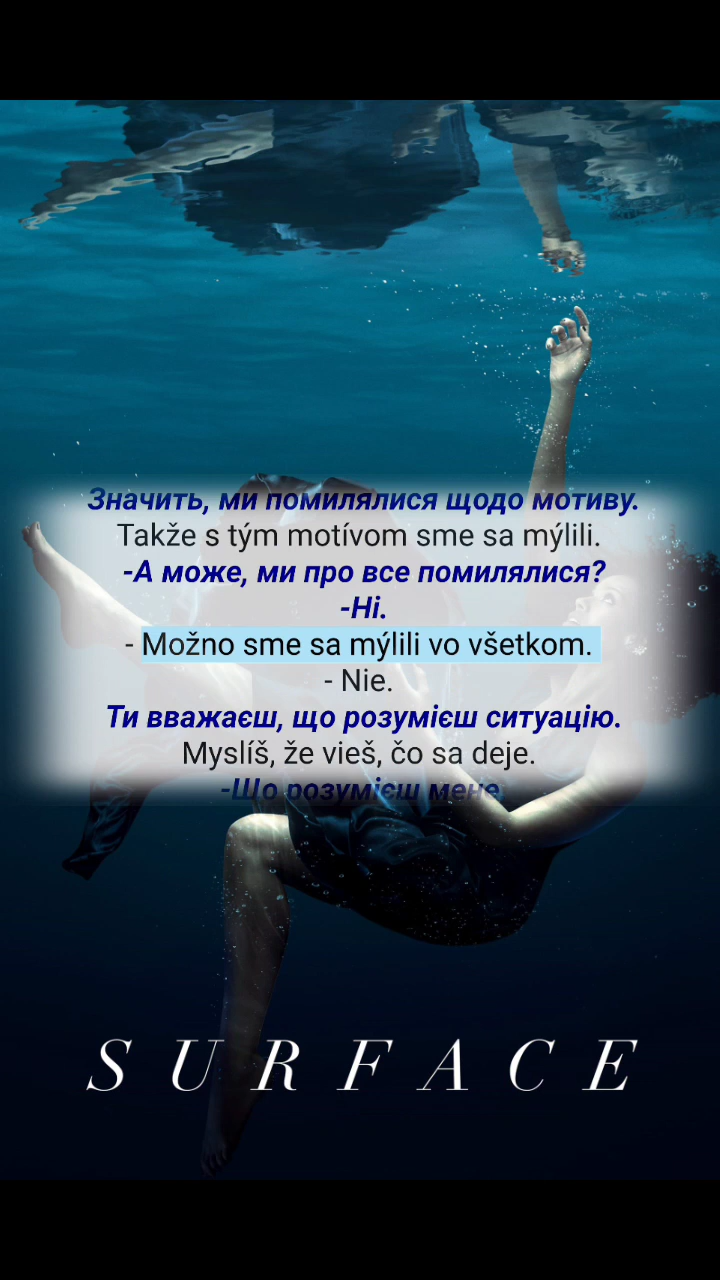 Значить, ми помилялися щодо мотиву.
Takže s tým motívom sme sa mýlili.
-А може, ми про все помилялися?
-Ні.
- Možno sme sa mýlili vo všetkom.
- Nie.
Ти вважаєш, що розумієш ситуацію.
Myslíš, že vieš, čo sa deje.
-Що розумієш мене
SURFACE